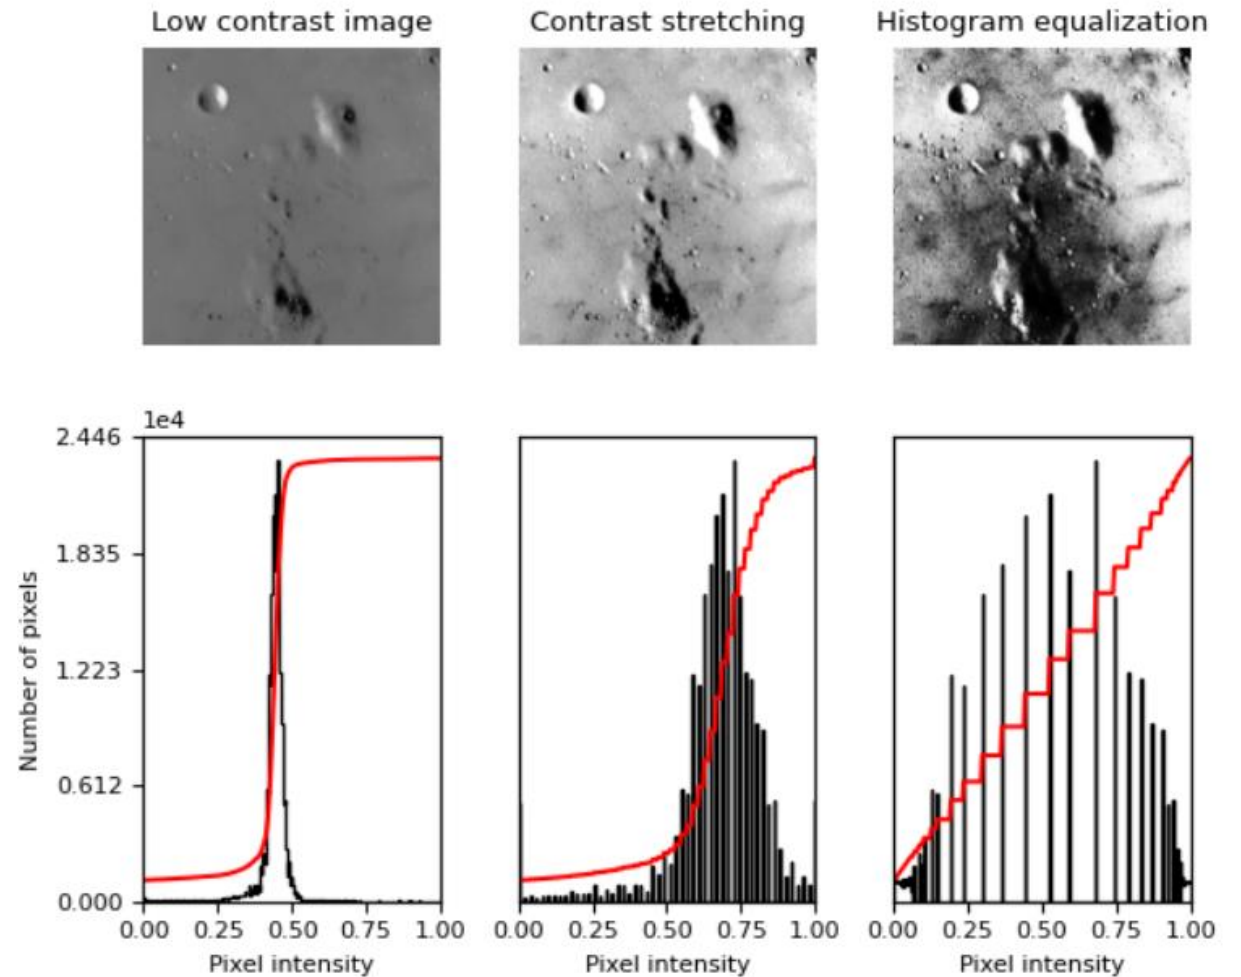 Low contrast image
Contrast stretching
Histogram equalization
1e4
2.446
1.835
1.223
0.612
0.000
Number of pixels
0.00 0.25 0.50 0.75 1.00
0.00 0.25 0.50 0.75 1.00
0.00 0.25 0.50 0.75 1.00
Pixel intensity
Pixel intensity
Pixel intensity